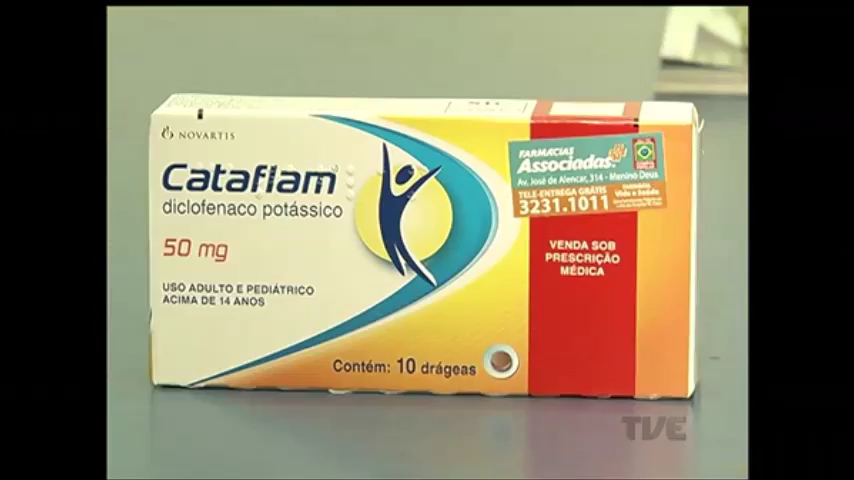 NOVARTIS
Cataflam
diclofenaco potássico
50 mg
USO ADULTO E PEDIÁTRICO
ACIMA DE 14 ANOS
Contém: 10 drágeas
FARMÁCIAS
Associadas
Av. José de Alencar, 314 - Menino Deus
TELE ENTREGA GRÁTIS
3231.1011
VENDA SOB
PRESCRIÇÃO
MÉDICA
TVE